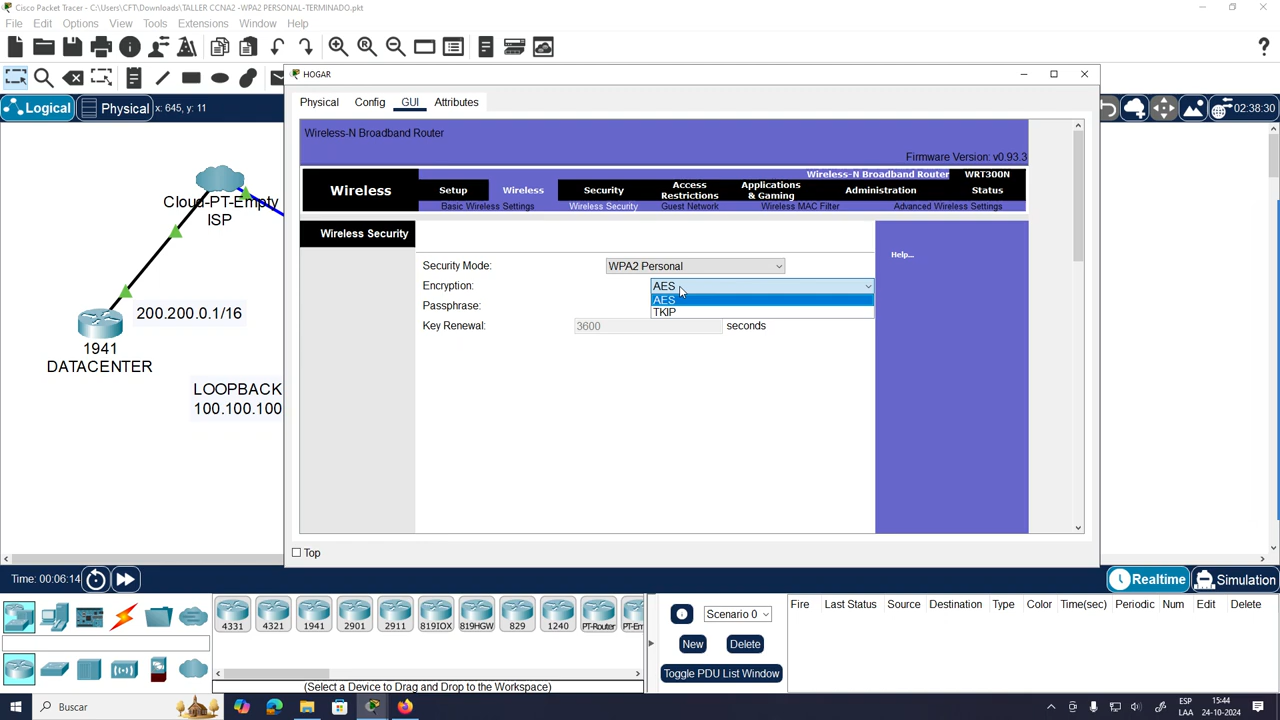 Cisco Packet Tracer - C:\Users\CFT\Downloads\TALLER CCNA2 -WPA2 PERSONAL-TERMINADO.pkt
File Edit Options View Tools Extensions Window Help
HOGAR
Logical Physical x: 645, y: 11
02:38:30
Physical Config GUI Attributes
Wireless-N Broadband Router
Firmware Version: v0.93.3
Wireless-N Broadband Router WRT300N
Wireless
Setup Wireless Security Access Restrictions Applications & Gaming Administration Status
Basic Wireless Settings Wireless Security Guest Network Wireless MAC Filter Advanced Wireless Settings
Wireless Security
Help...
Security Mode: WPA2 Personal
Encryption: AES
AES
TKIP
Passphrase:
Key Renewal: 3600 seconds
Cloud-PT-Empty
ISP
200.200.0.1/16
1941
DATACENTER
LOOPBACK
100.100.100
Top
Time: 00:06:14
Realtime Simulation
4331 4321 1941 2901 2911 819IOX 819HGW 829 1240 PT-Router PT-Em
(Select a Device to Drag and Drop to the Workspace)
Scenario 0
New Delete
Toggle PDU List Window
Fire Last Status Source Destination Type Color Time(sec) Periodic Num Edit Delete
Buscar
ESP
LAA
15:44
24-10-2024